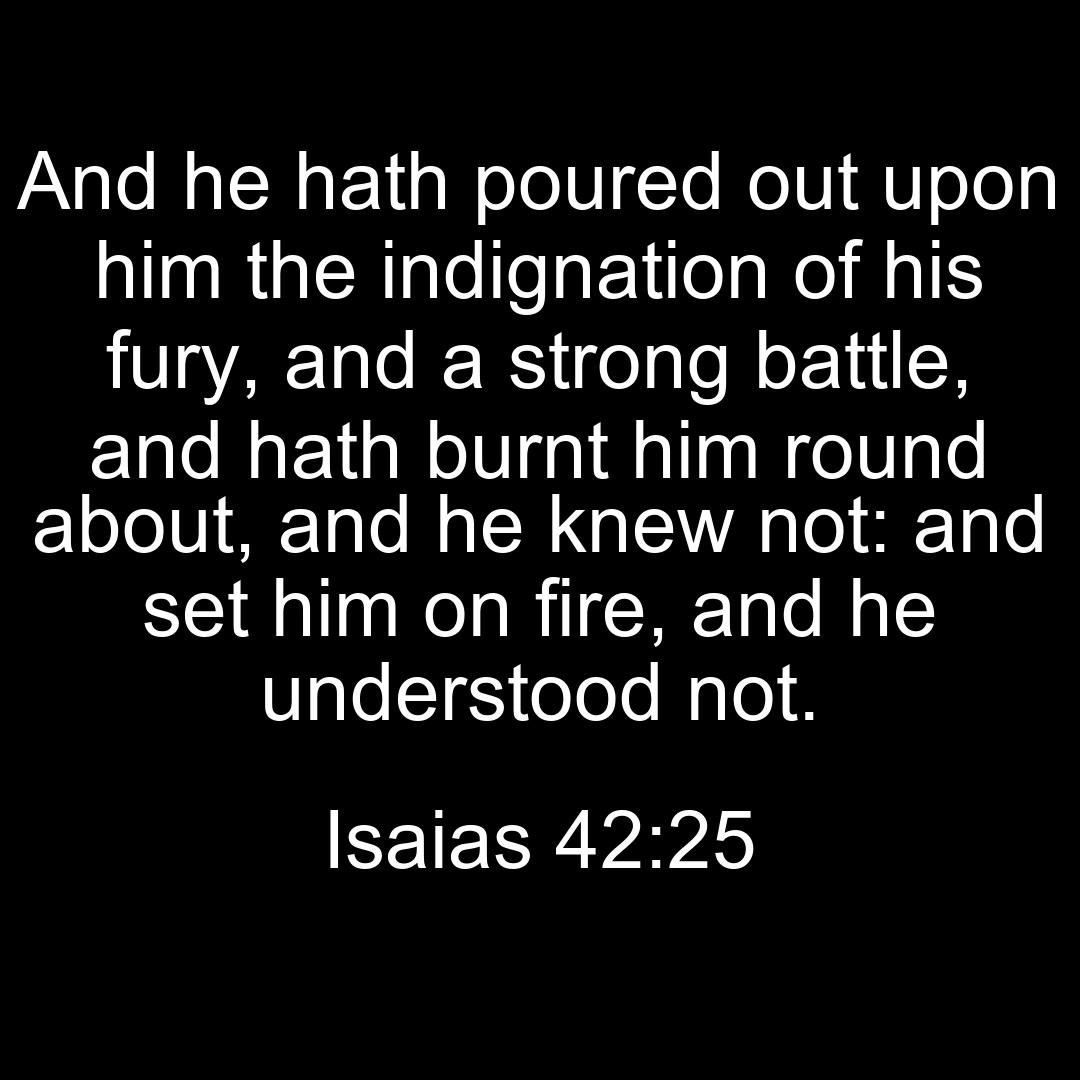 And he hath poured out upon
him the indignation of his
fury, and a strong battle,
and hath burnt him round
about, and he knew not: and
set him on fire, and he
understood not.
Isaias 42:25